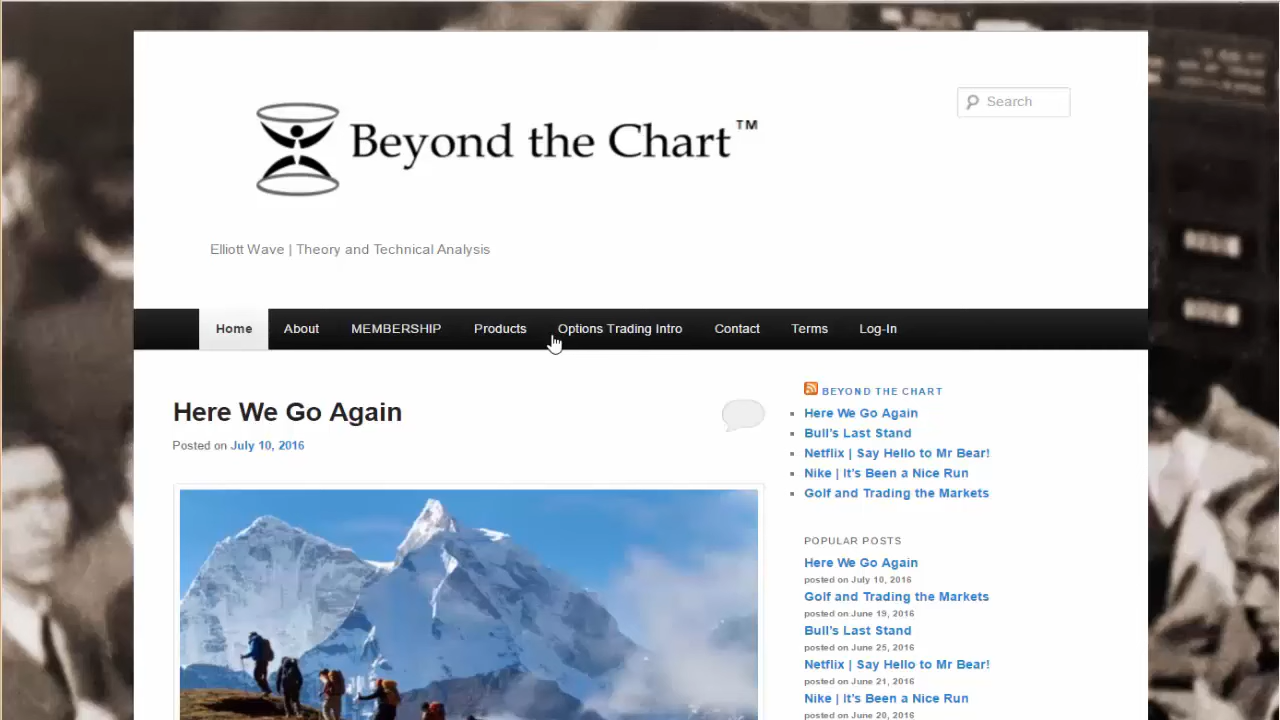 Beyond the Chart™
Search
Elliott Wave | Theory and Technical Analysis
Home About MEMBERSHIP Products Options Trading Intro Contact Terms Log-In
Here We Go Again
Posted on July 10, 2016
BEYOND THE CHART
Here We Go Again
Bull's Last Stand
Netflix | Say Hello to Mr Bear!
Nike | It's Been a Nice Run
Golf and Trading the Markets
POPULAR POSTS
Here We Go Again
posted on July 10, 2016
Golf and Trading the Markets
posted on June 19, 2016
Bull's Last Stand
posted on June 25, 2016
Netflix | Say Hello to Mr Bear!
posted on June 21, 2016
Nike | It's Been a Nice Run
posted on June 20, 2016